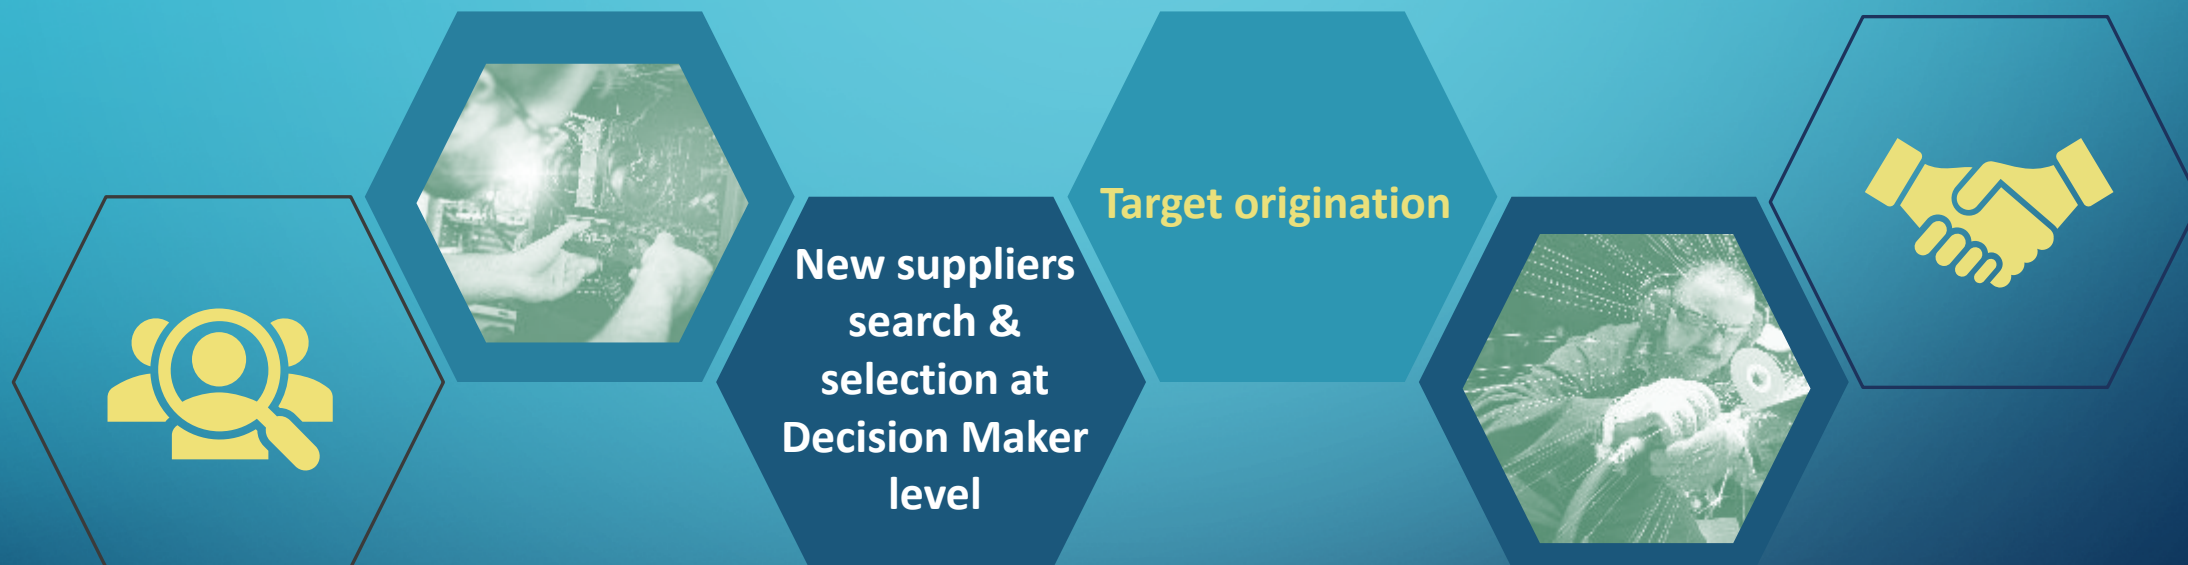 New suppliers
search &
selection at
Decision Maker
level
Target origination